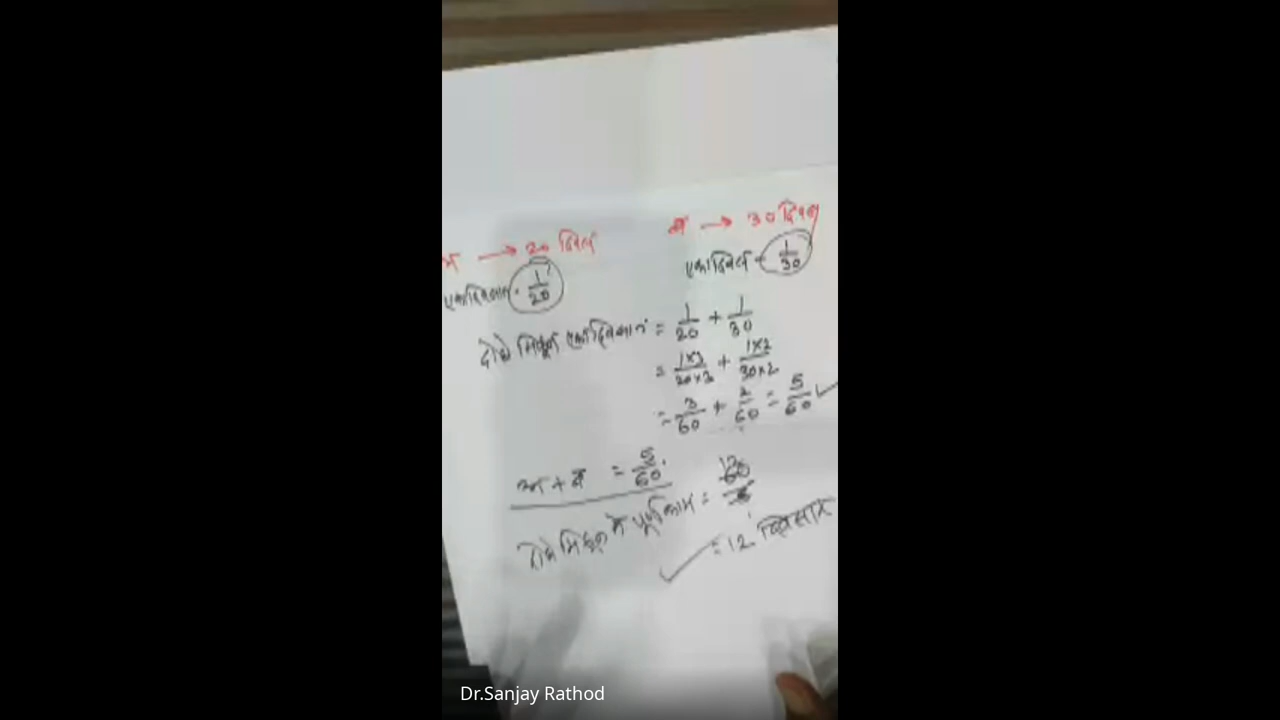 अ → 20 दिवस
ब → 30 दिवस
एकादिवसात = 1/20
एकादिवसात = 1/30
दोघे मिळून एकादिवसात = 1/20 + 1/30
= 1×3/20×3 + 1×2/30×2
= 3/60 + 2/60 = 5/60 ✓
अ + ब = 5/60
दोघे मिळून ते पूर्ण काम = 60/5
= 12 दिवसात
Dr.Sanjay Rathod